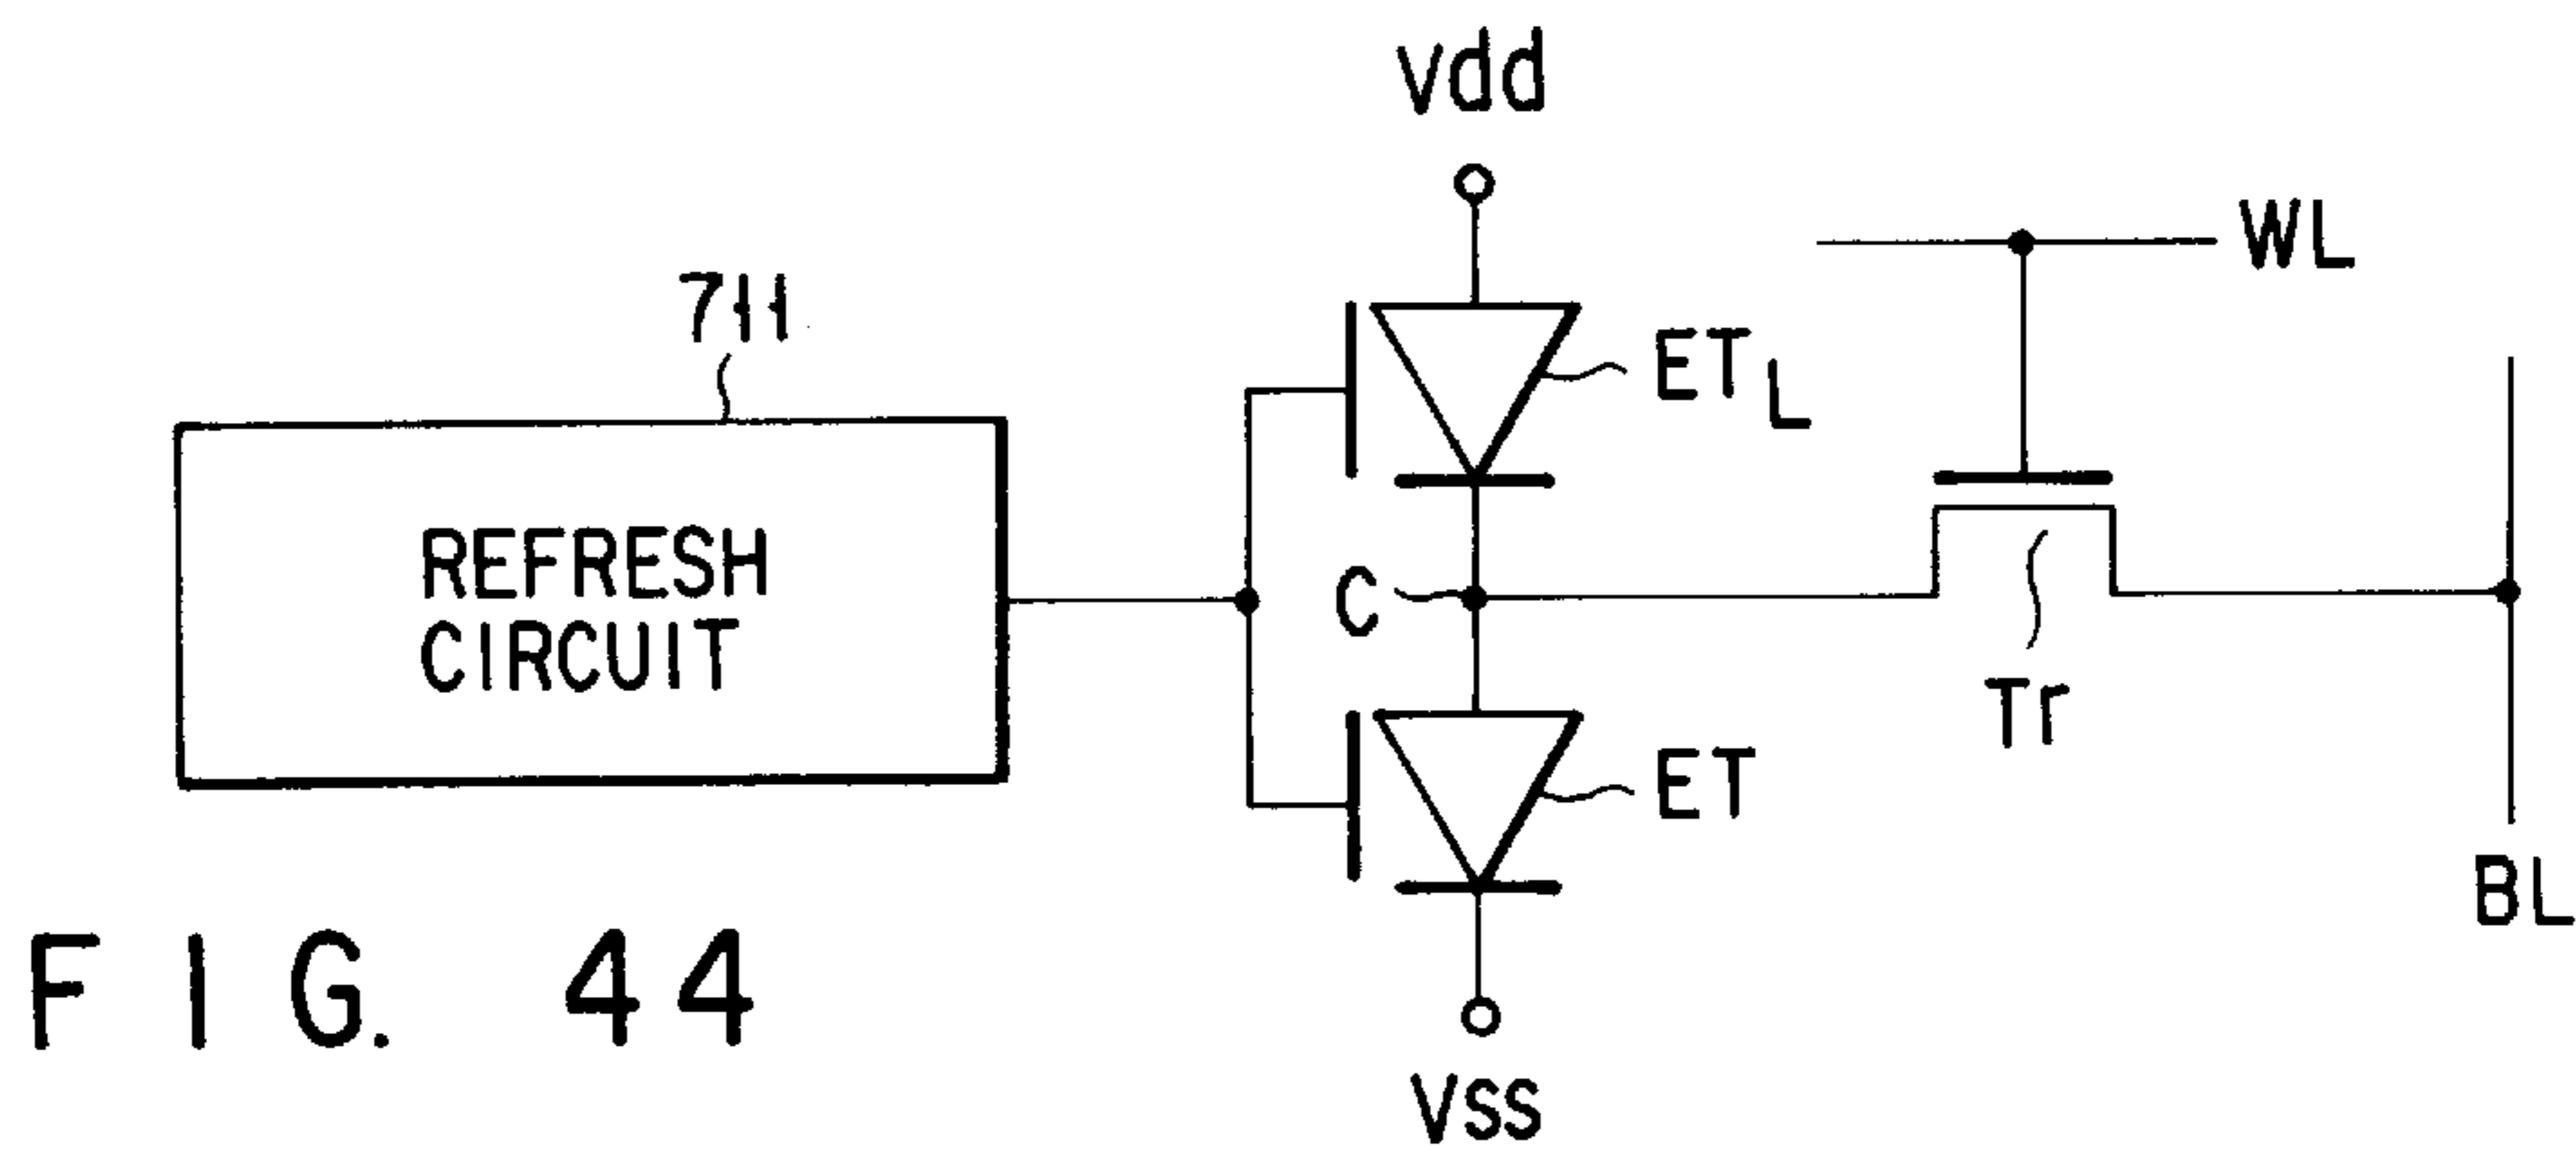 Vdd
WL
711
ETL
REFRESH
CIRCUIT
C
Tr
ET
BL
FIG. 44
VSS